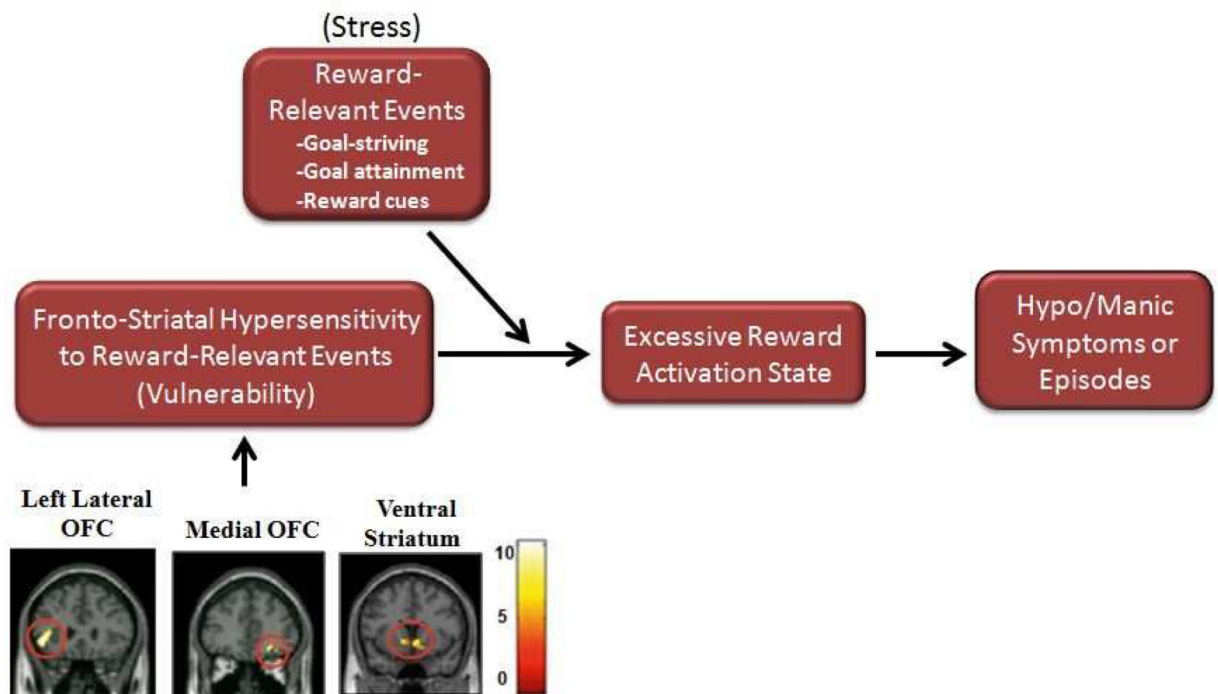 (Stress)
Reward-
Relevant Events
-Goal-striving
-Goal attainment
-Reward cues
Fronto-Striatal Hypersensitivity
to Reward-Relevant Events
(Vulnerability)
Excessive Reward
Activation State
Hypo/Manic
Symptoms or
Episodes
Left Lateral
OFC
Medial OFC
Ventral
Striatum
10
5
0